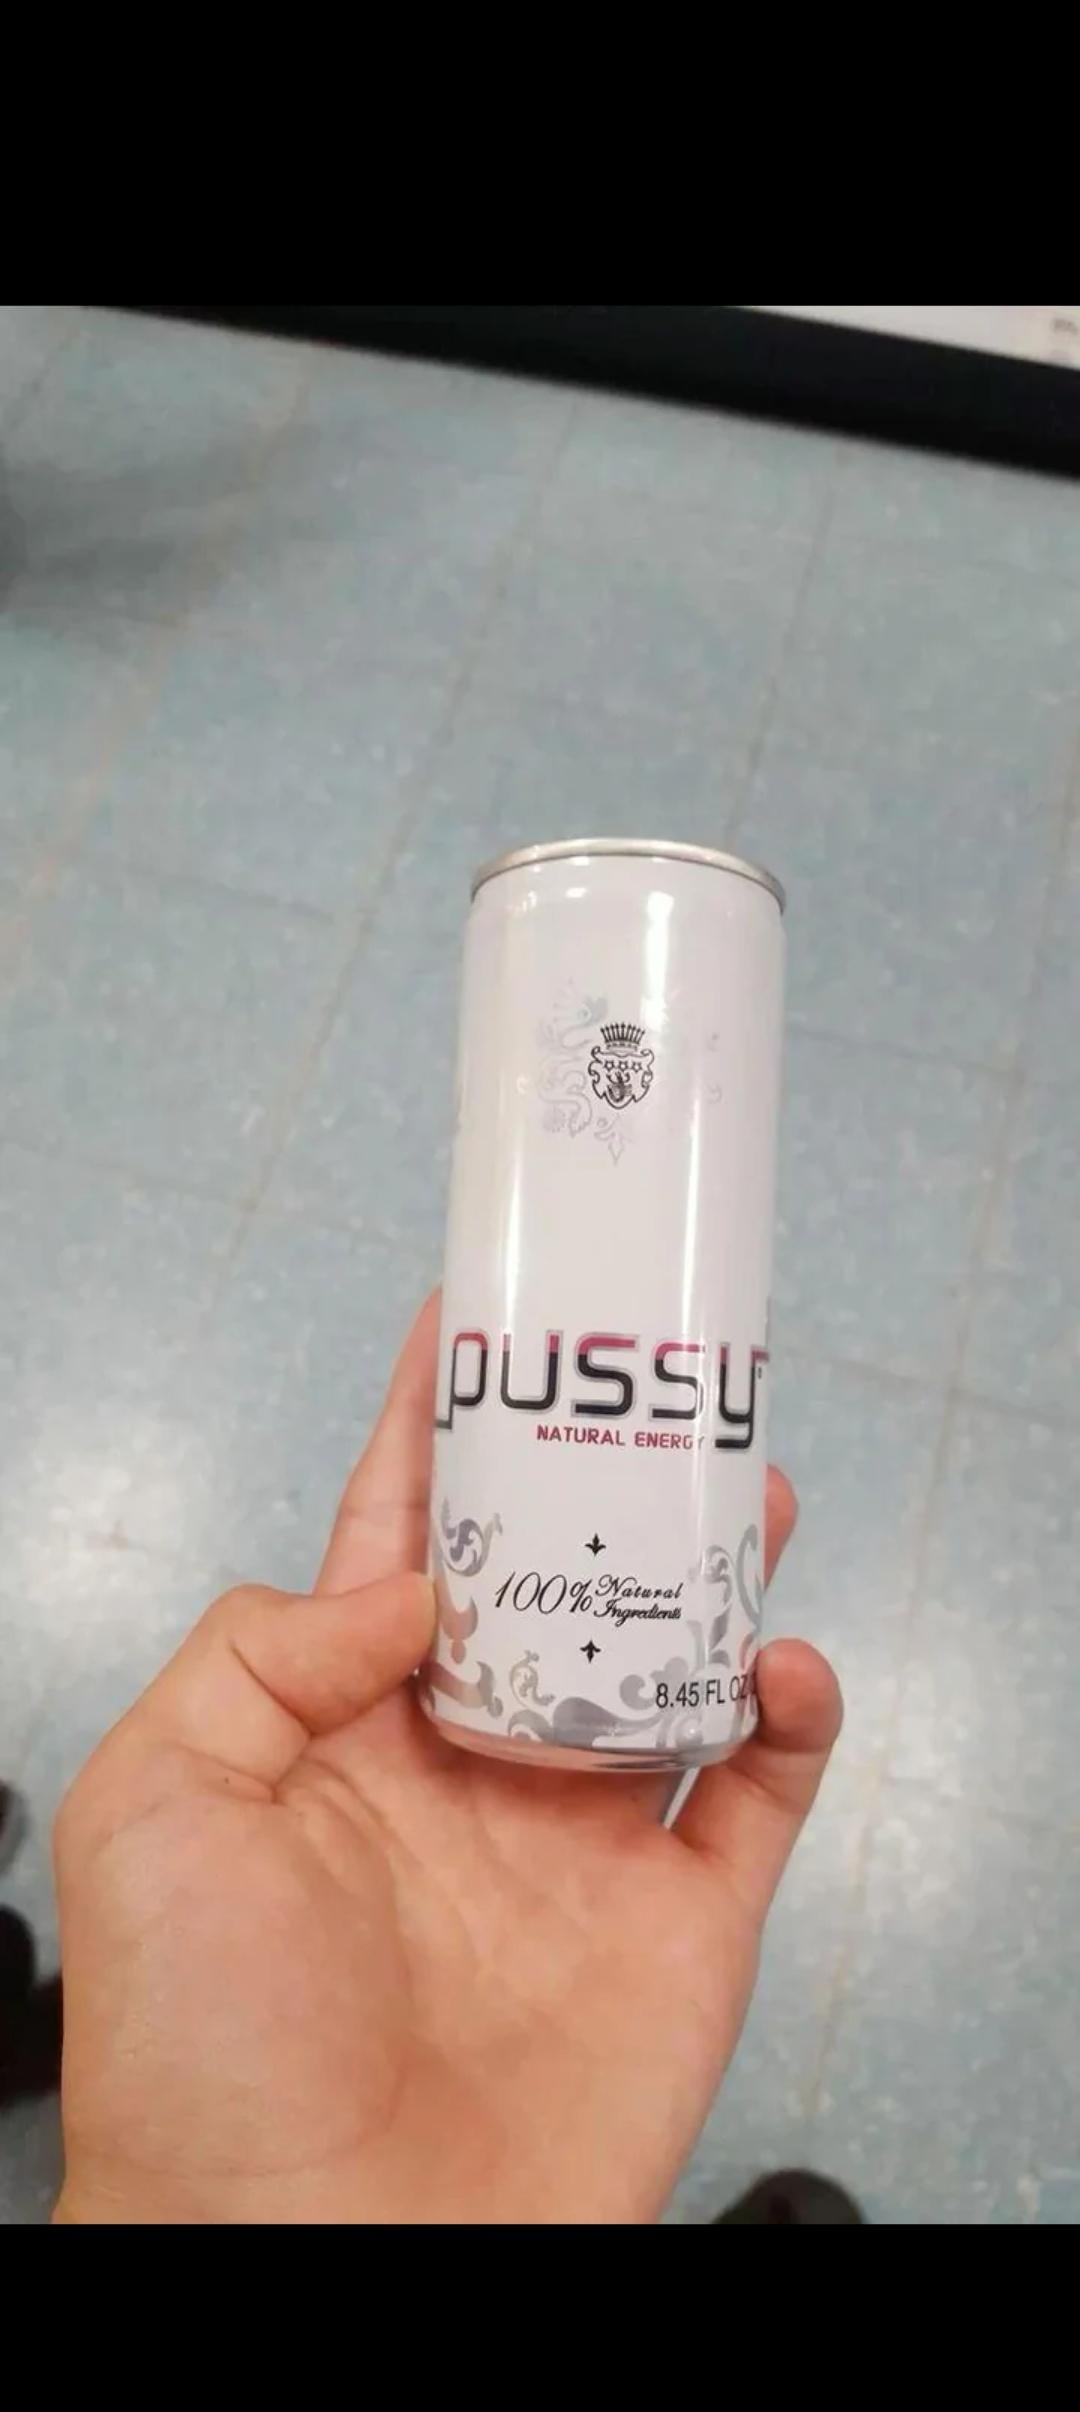 pussy
NATURAL ENERGY
100% Natural
Ingredients
8.45 FL OZ